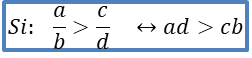 Si: a/b > c/d ↔ ad > cb